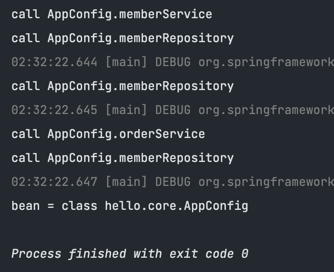 call AppConfig.memberService
call AppConfig.memberRepository
02:32:22.644 [main] DEBUG org.springframework
call AppConfig.memberRepository
02:32:22.645 [main] DEBUG org.springframework
call AppConfig.orderService
call AppConfig.memberRepository
02:32:22.647 [main] DEBUG org.springframework
bean = class hello.core.AppConfig
Process finished with exit code 0